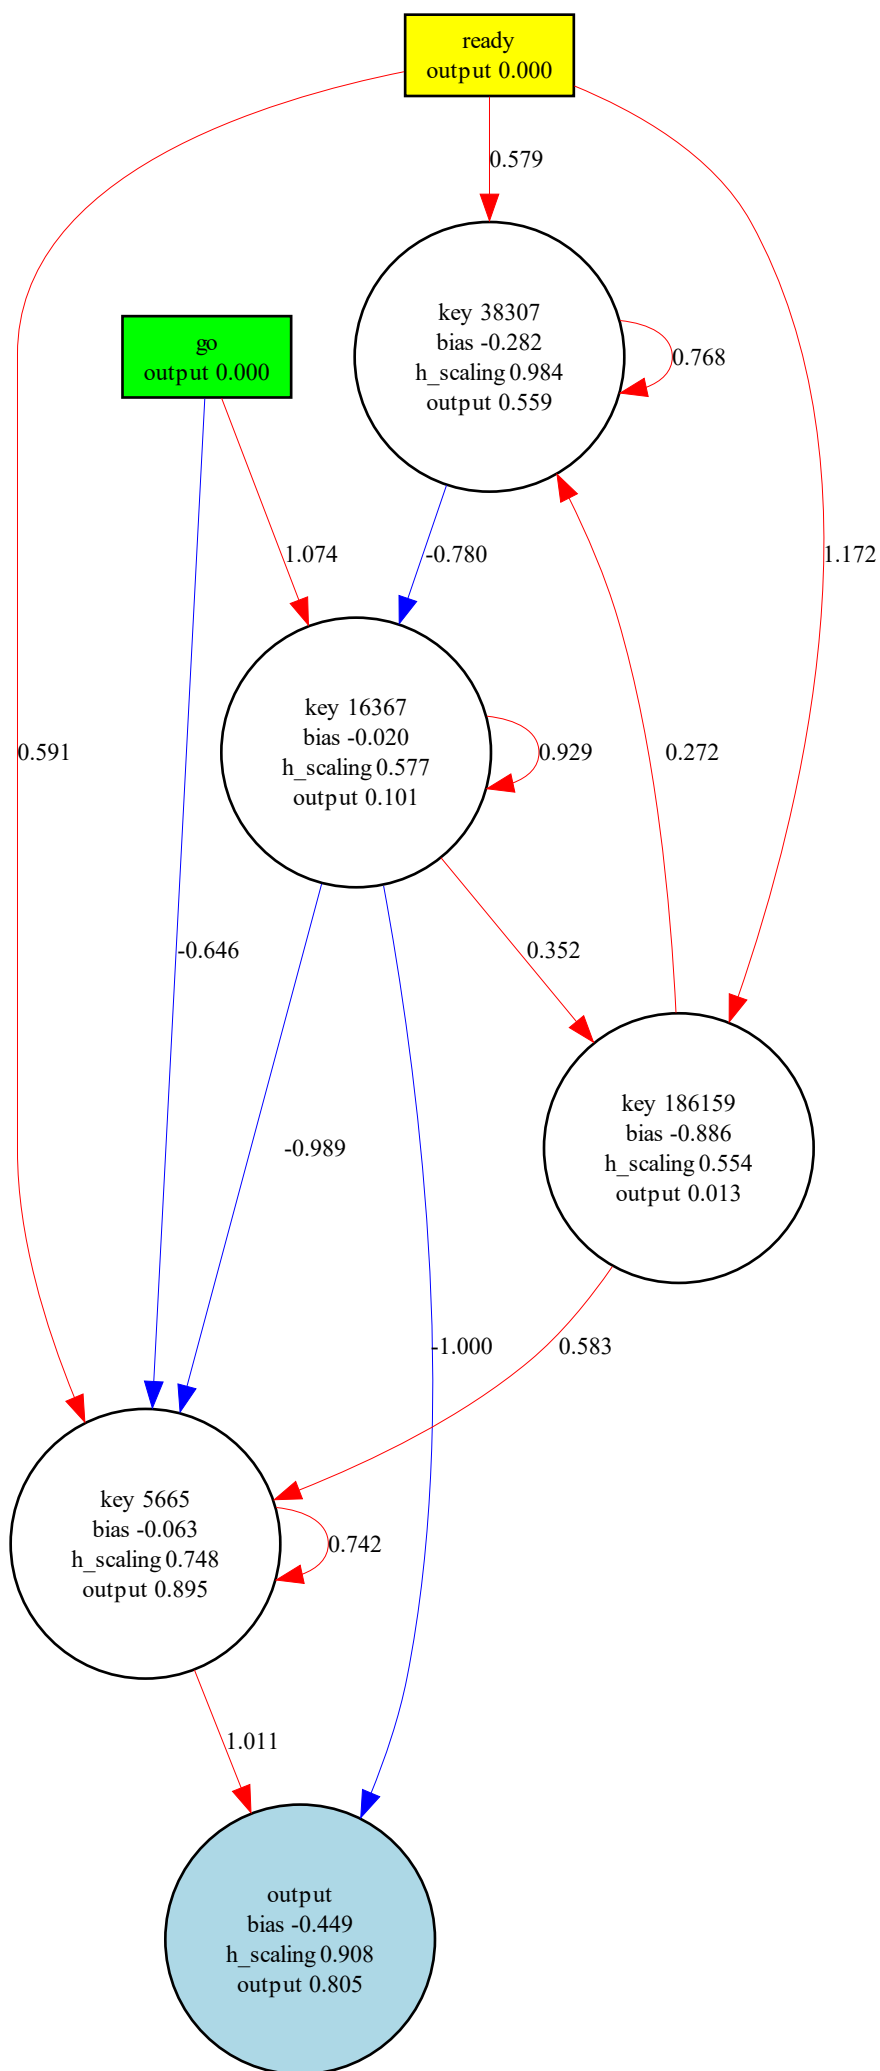 ready
output 0.000
0.579
key 38307
bias -0.282
h_scaling 0.984
output 0.559
0.768
go
output 0.000
1.074
-0.780
1.172
key 16367
bias -0.020
h_scaling 0.577
output 0.101
0.929
0.591
0.272
-0.646
0.352
key 186159
bias -0.886
h_scaling 0.554
output 0.013
-0.989
-1.000
0.583
key 5665
bias -0.063
h_scaling 0.748
output 0.895
0.742
1.011
output
bias -0.449
h_scaling 0.908
output 0.805